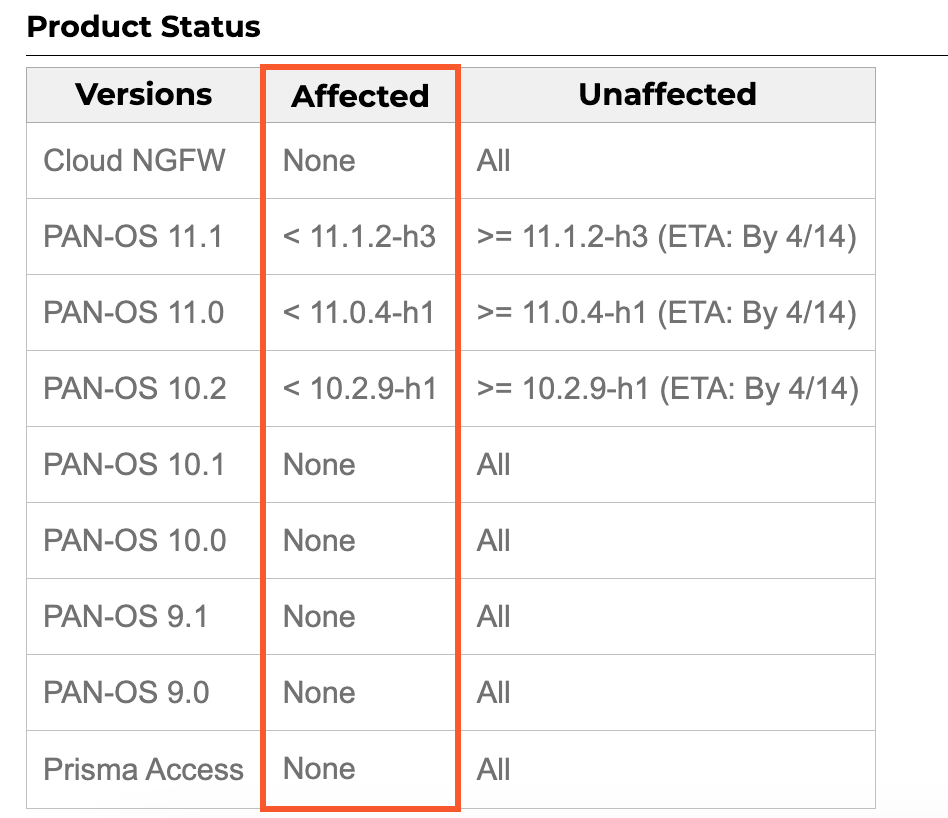 Product Status
Versions Affected Unaffected
Cloud NGFW None All
PAN-OS 11.1 < 11.1.2-h3 >= 11.1.2-h3 (ETA: By 4/14)
PAN-OS 11.0 < 11.0.4-h1 >= 11.0.4-h1 (ETA: By 4/14)
PAN-OS 10.2 < 10.2.9-h1 >= 10.2.9-h1 (ETA: By 4/14)
PAN-OS 10.1 None All
PAN-OS 10.0 None All
PAN-OS 9.1 None All
PAN-OS 9.0 None All
Prisma Access None All